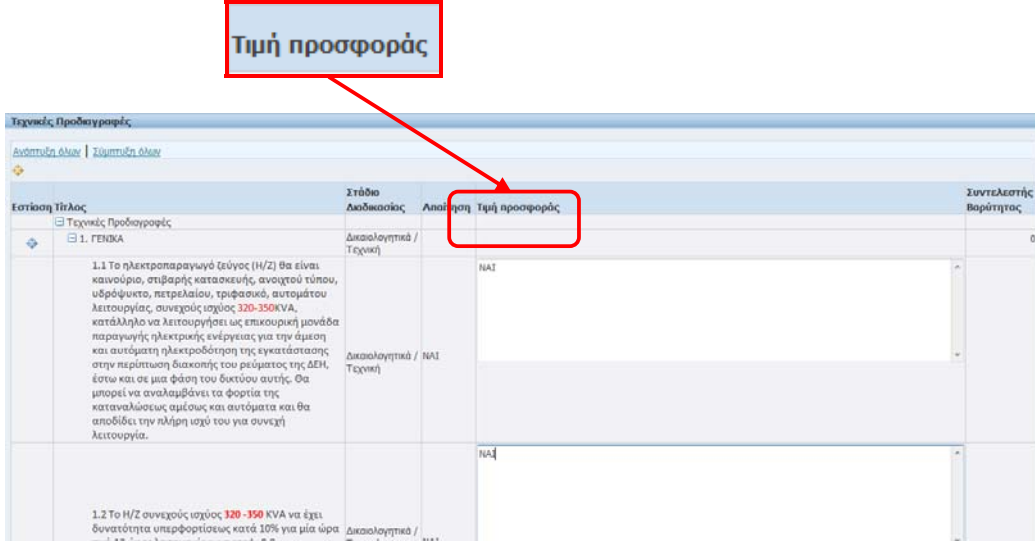 Τιμή προσφοράς
Τεχνικές Προδιαγραφές
Ανάπτυξη όλων | Σύμπτυξη όλων
Εστίαση Τίτλος Στάδιο Διαδικασίας Απαίτηση Τιμή προσφοράς Συντελεστής Βαρύτητας
Τεχνικές Προδιαγραφές
1. ΓΕΝΙΚΑ Δικαιολογητικά / Τεχνική 0
1.1 Το ηλεκτροπαραγωγό ζεύγος (Η/Ζ) θα είναι
καινούριο, στιβαρής κατασκευής, ανοιχτού τύπου,
υδρόψυκτο, πετρελαίου, τριφασικό, αυτομάτου
λειτουργίας, συνεχούς ισχύος 320-350KVA,
κατάλληλο να λειτουργήσει ως επικουρική μονάδα
παραγωγής ηλεκτρικής ενέργειας για την άμεση
και αυτόματη ηλεκτροδότηση της εγκατάστασης
στην περίπτωση διακοπής του ρεύματος της ΔΕΗ,
έστω και σε μια φάση του δικτύου αυτής. Θα
μπορεί να αναλαμβάνει τα φορτία της
καταναλώσεως αμέσως και αυτόματα και θα
αποδίδει την πλήρη ισχύ του για συνεχή
λειτουργία.
Δικαιολογητικά / ΝΑΙ
Τεχνική
ΝΑΙ
1.2 Το Η/Ζ συνεχούς ισχύος 320 -350 KVA να έχει
δυνατότητα υπερφορτίσεως κατά 10% για μία ώρα
Δικαιολογητικά /
ΝΑΙ